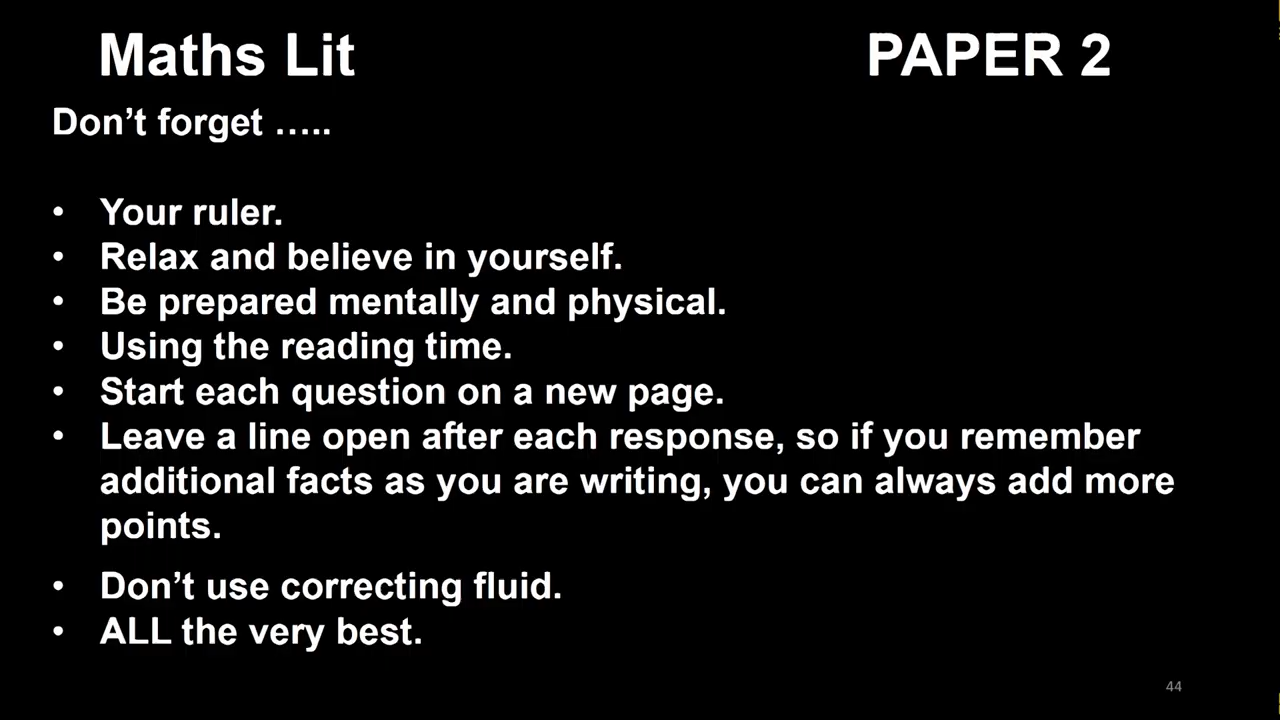 Maths Lit PAPER 2
Don’t forget …..
• Your ruler.
• Relax and believe in yourself.
• Be prepared mentally and physical.
• Using the reading time.
• Start each question on a new page.
• Leave a line open after each response, so if you remember
additional facts as you are writing, you can always add more
points.
• Don’t use correcting fluid.
• ALL the very best.
44